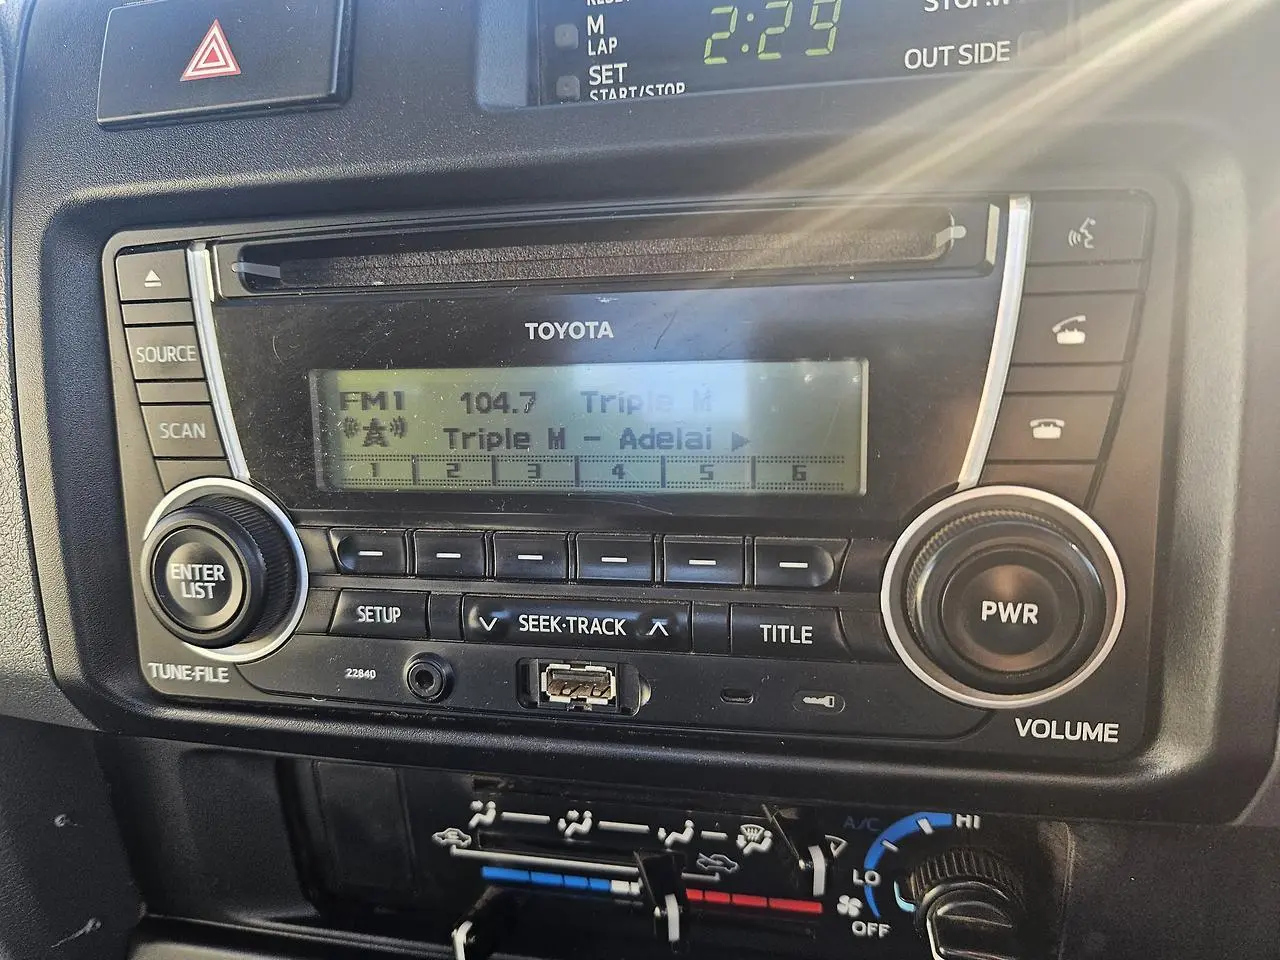 M
LAP
SET
START/STOP
2:29
OUT SIDE
TOYOTA
SOURCE
SCAN
FM1 104.7 Triple M
Triple M - Adelai ▶
1 2 3 4 5 6
ENTER
LIST
TUNE·FILE
SETUP
SEEK·TRACK
TITLE
PWR
VOLUME
22840
A/C
HI
LO
OFF